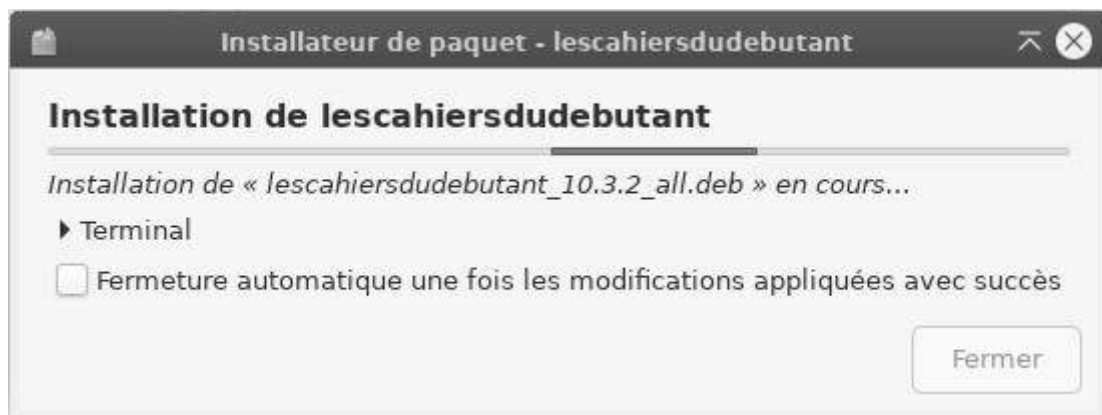 Installateur de paquet - lescahiersdudebutant
Installation de lescahiersdudebutant
Installation de « lescahiersdudebutant_10.3.2_all.deb » en cours...
Terminal
Fermeture automatique une fois les modifications appliquées avec succès
Fermer